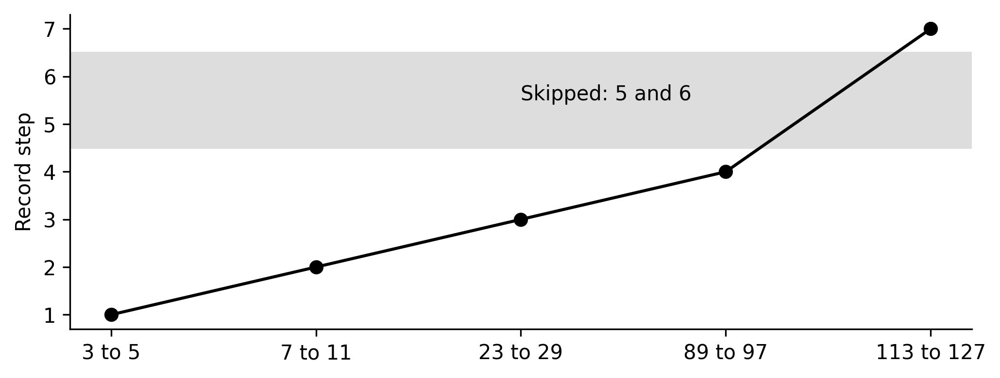 7
6
5
4
3
2
1
Record step
Skipped: 5 and 6
3 to 5
7 to 11
23 to 29
89 to 97
113 to 127